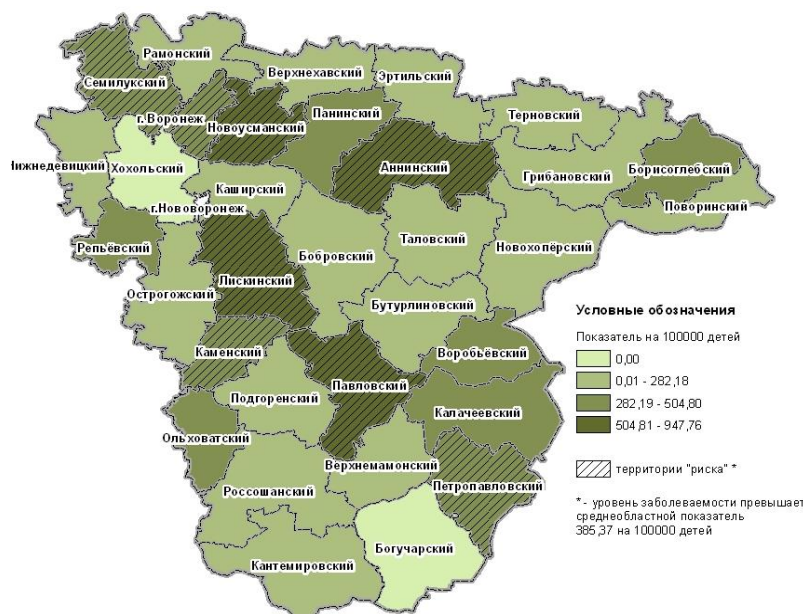 Рамонский
Семилукский
Верхнехавский
Эртильский
Панинский
Терновский
г. Воронеж
Новоусманский
Нижнедевицкий
Хохольский
Аннинский
Грибановский
Борисоглебский
Каширский
Поворинский
г.Нововоронеж
Репьёвский
Таловский
Новохопёрский
Бобровский
Лискинский
Острогожский
Бутурлиновский
Каменский
Воробьёвский
Павловский
Подгоренский
Калачеевский
Ольховатский
Верхнемамонский
Россошанский
Петропавловский
Богучарский
Кантемировский
Условные обозначения
Показатель на 100000 детей
0,00
0,01 - 282,18
282,19 - 504,80
504,81 - 947,76
территории "риска" *
* - уровень заболеваемости превышает
среднеобластной показатель
385,37 на 100000 детей